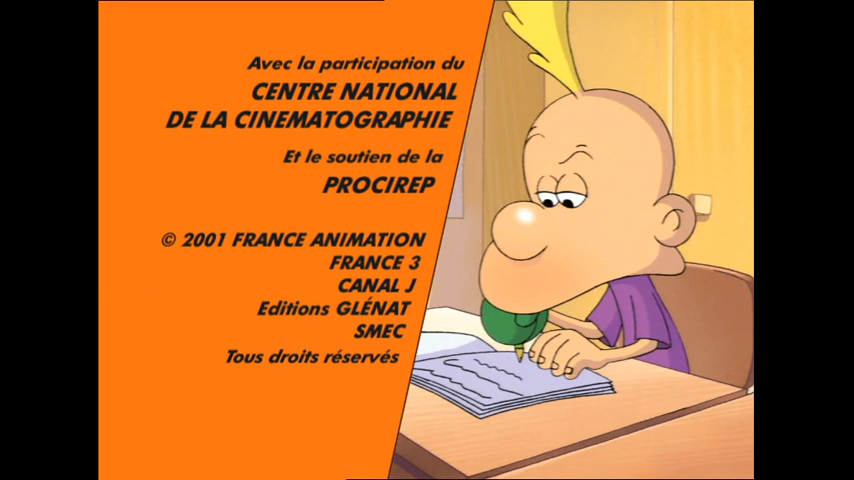 Avec la participation du
CENTRE NATIONAL
DE LA CINEMATOGRAPHIE
Et le soutien de la
PROCIREP
© 2001 FRANCE ANIMATION
FRANCE 3
CANAL J
Editions GLÉNAT
SMEC
Tous droits réservés